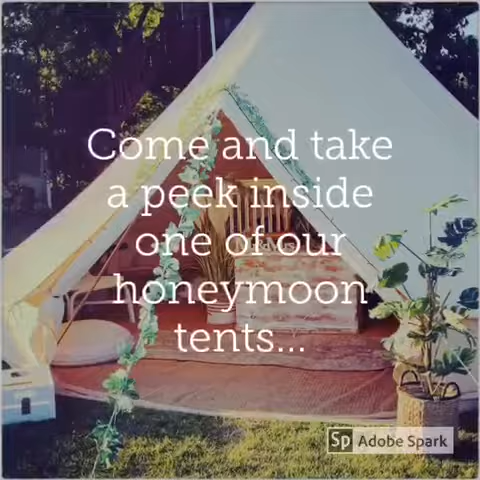 Come and take
a peek inside
one of our
honeymoon
tents...
Sp Adobe Spark